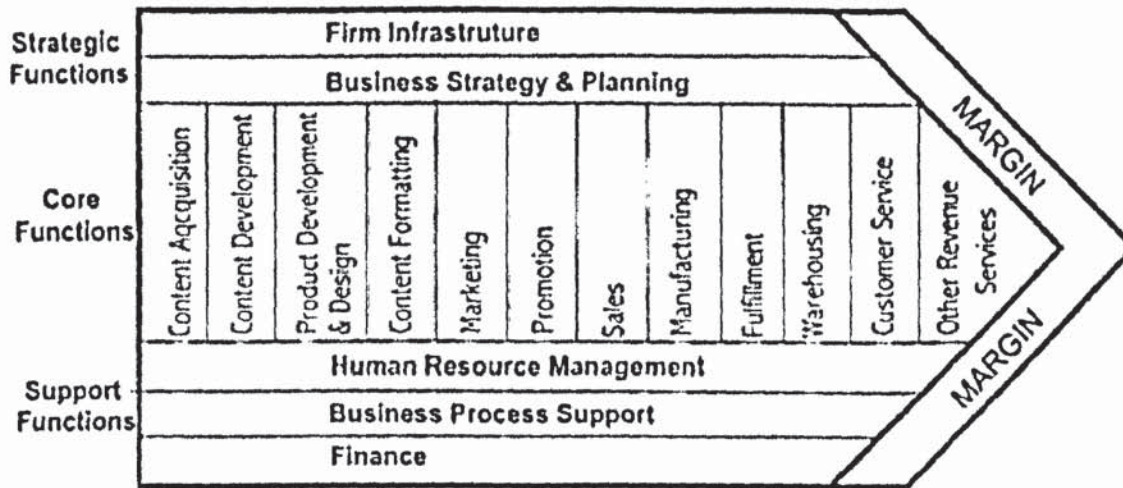 Strategic
Functions
Firm Infrastruture
Business Strategy & Planning
Core
Functions
Content Aqcquisition
Content Development
Product Development
& Design
Content Formatting
Marketing
Promotion
Sales
Manufacturing
Fulfillment
Warehousing
Customer Service
Other Revenue
Services
MARGIN
MARGIN
Support
Functions
Human Resource Management
Business Process Support
Finance